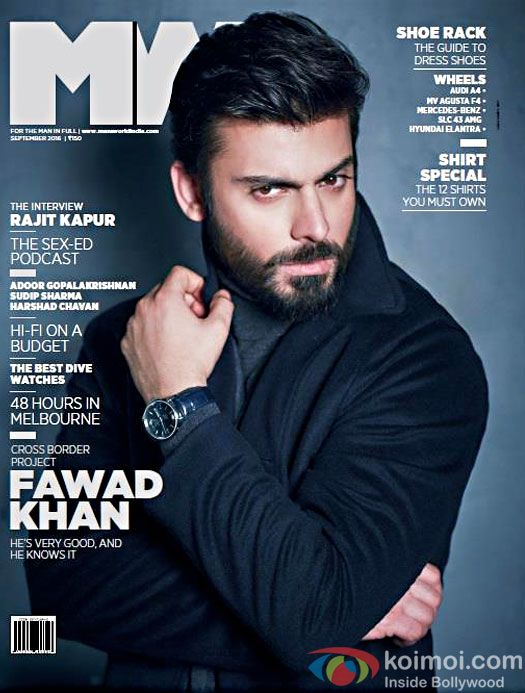 MW
FOR THE MAN IN FULL | www.mansworldindia.com
SEPTEMBER 2016 | ₹150
SHOE RACK
THE GUIDE TO
DRESS SHOES
WHEELS
AUDI A4 •
MV AGUSTA F4 •
MERCEDES-BENZ •
SLC 43 AMG
HYUNDAI ELANTRA •
SHIRT
SPECIAL
THE 12 SHIRTS
YOU MUST OWN
THE INTERVIEW
RAJIT KAPUR
THE SEX-ED
PODCAST
ADOOR GOPALAKRISHNAN
SUDIP SHARMA
HARSHAD CHAVAN
HI-FI ON A
BUDGET
THE BEST DIVE
WATCHES
48 HOURS IN
MELBOURNE
CROSS BORDER
PROJECT
FAWAD
KHAN
HE'S VERY GOOD, AND
HE KNOWS IT
koimoi.com
Inside Bollywood